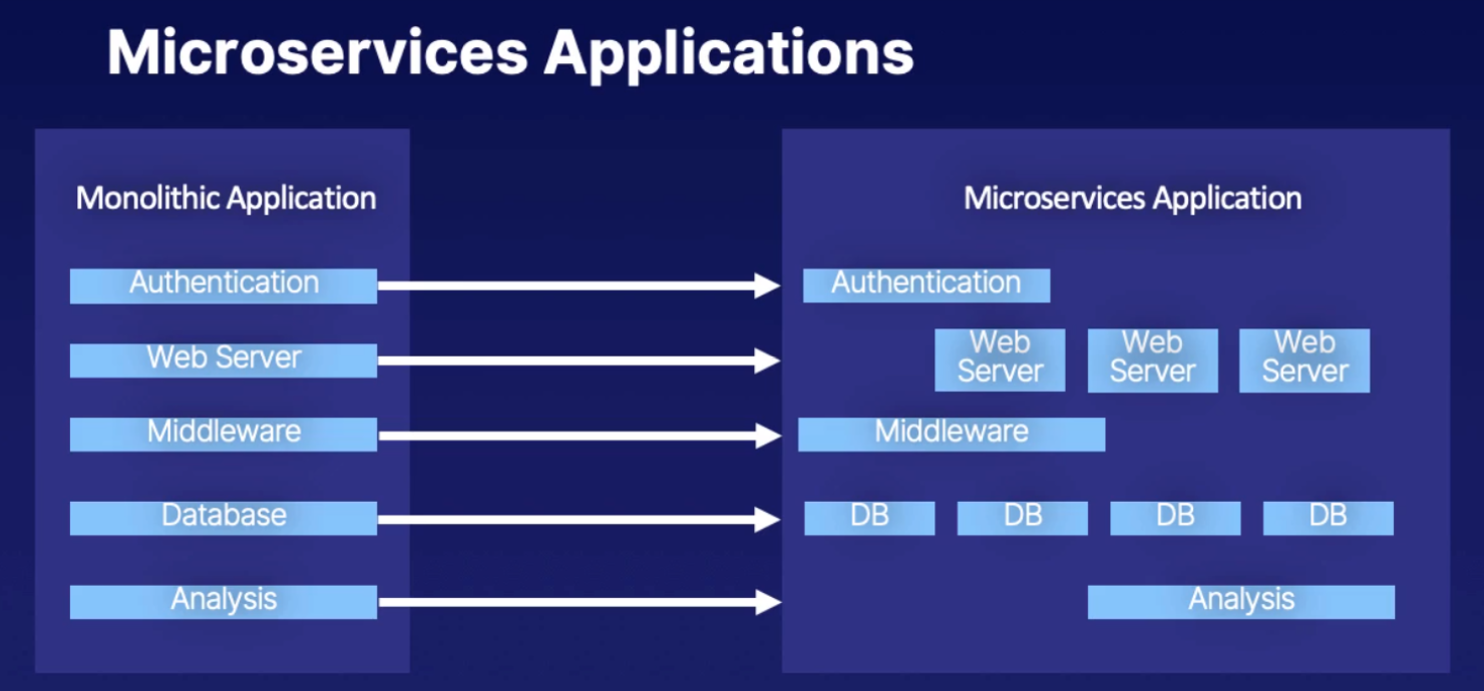 Microservices Applications
Monolithic Application
Authentication
Web Server
Middleware
Database
Analysis
Microservices Application
Authentication
Web
Server
Web
Server
Web
Server
Middleware
DB
DB
DB
DB
Analysis